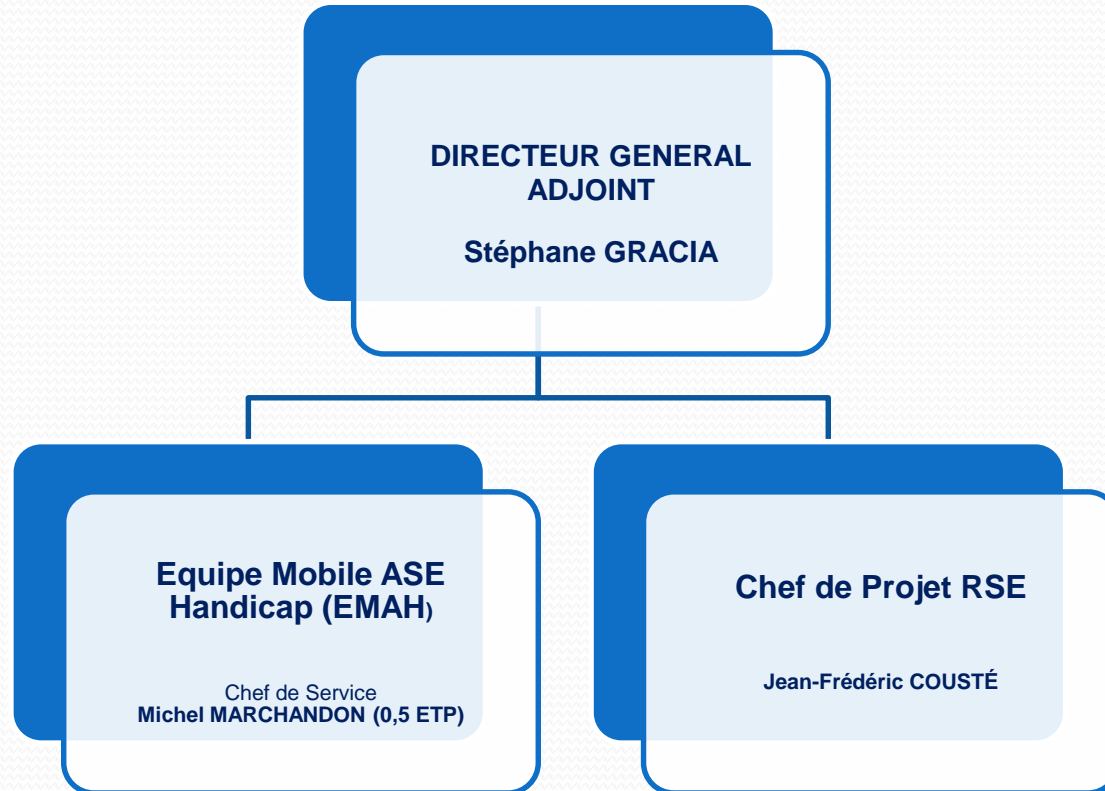 DIRECTEUR GENERAL
ADJOINT
Stéphane GRACIA
Equipe Mobile ASE
Handicap (EMAH)
Chef de Service
Michel MARCHANDON (0,5 ETP)
Chef de Projet RSE
Jean-Frédéric COUSTÉ